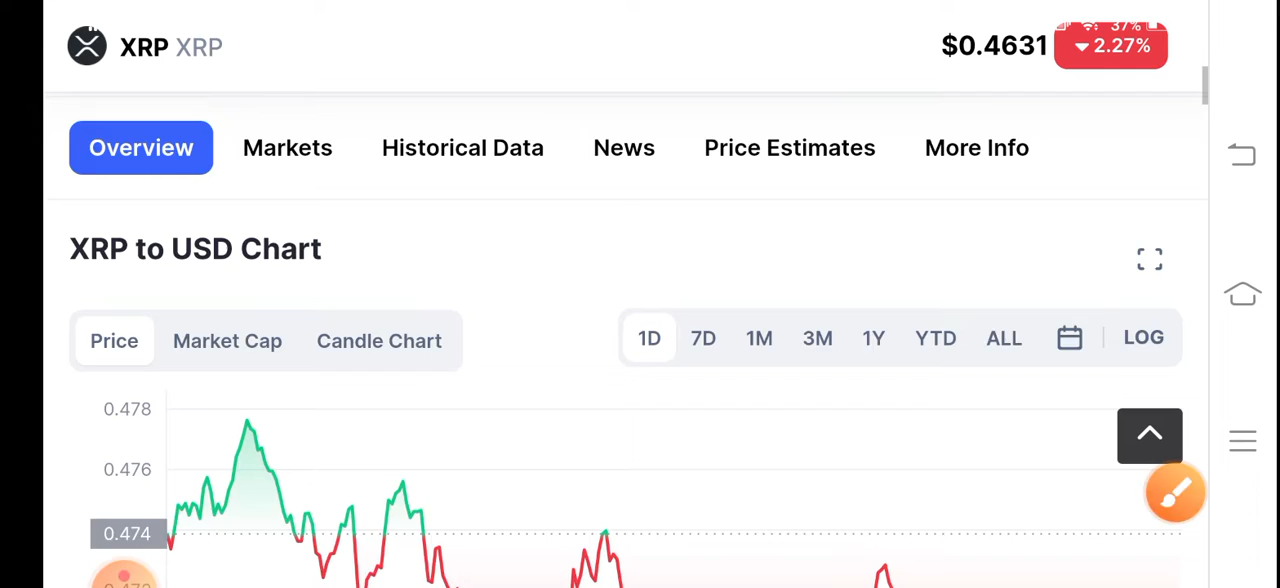 XRP XRP
$0.4631
37%
2.27%
Overview Markets Historical Data News Price Estimates More Info
XRP to USD Chart
Price Market Cap Candle Chart
1D 7D 1M 3M 1Y YTD ALL LOG
0.478
0.476
0.474